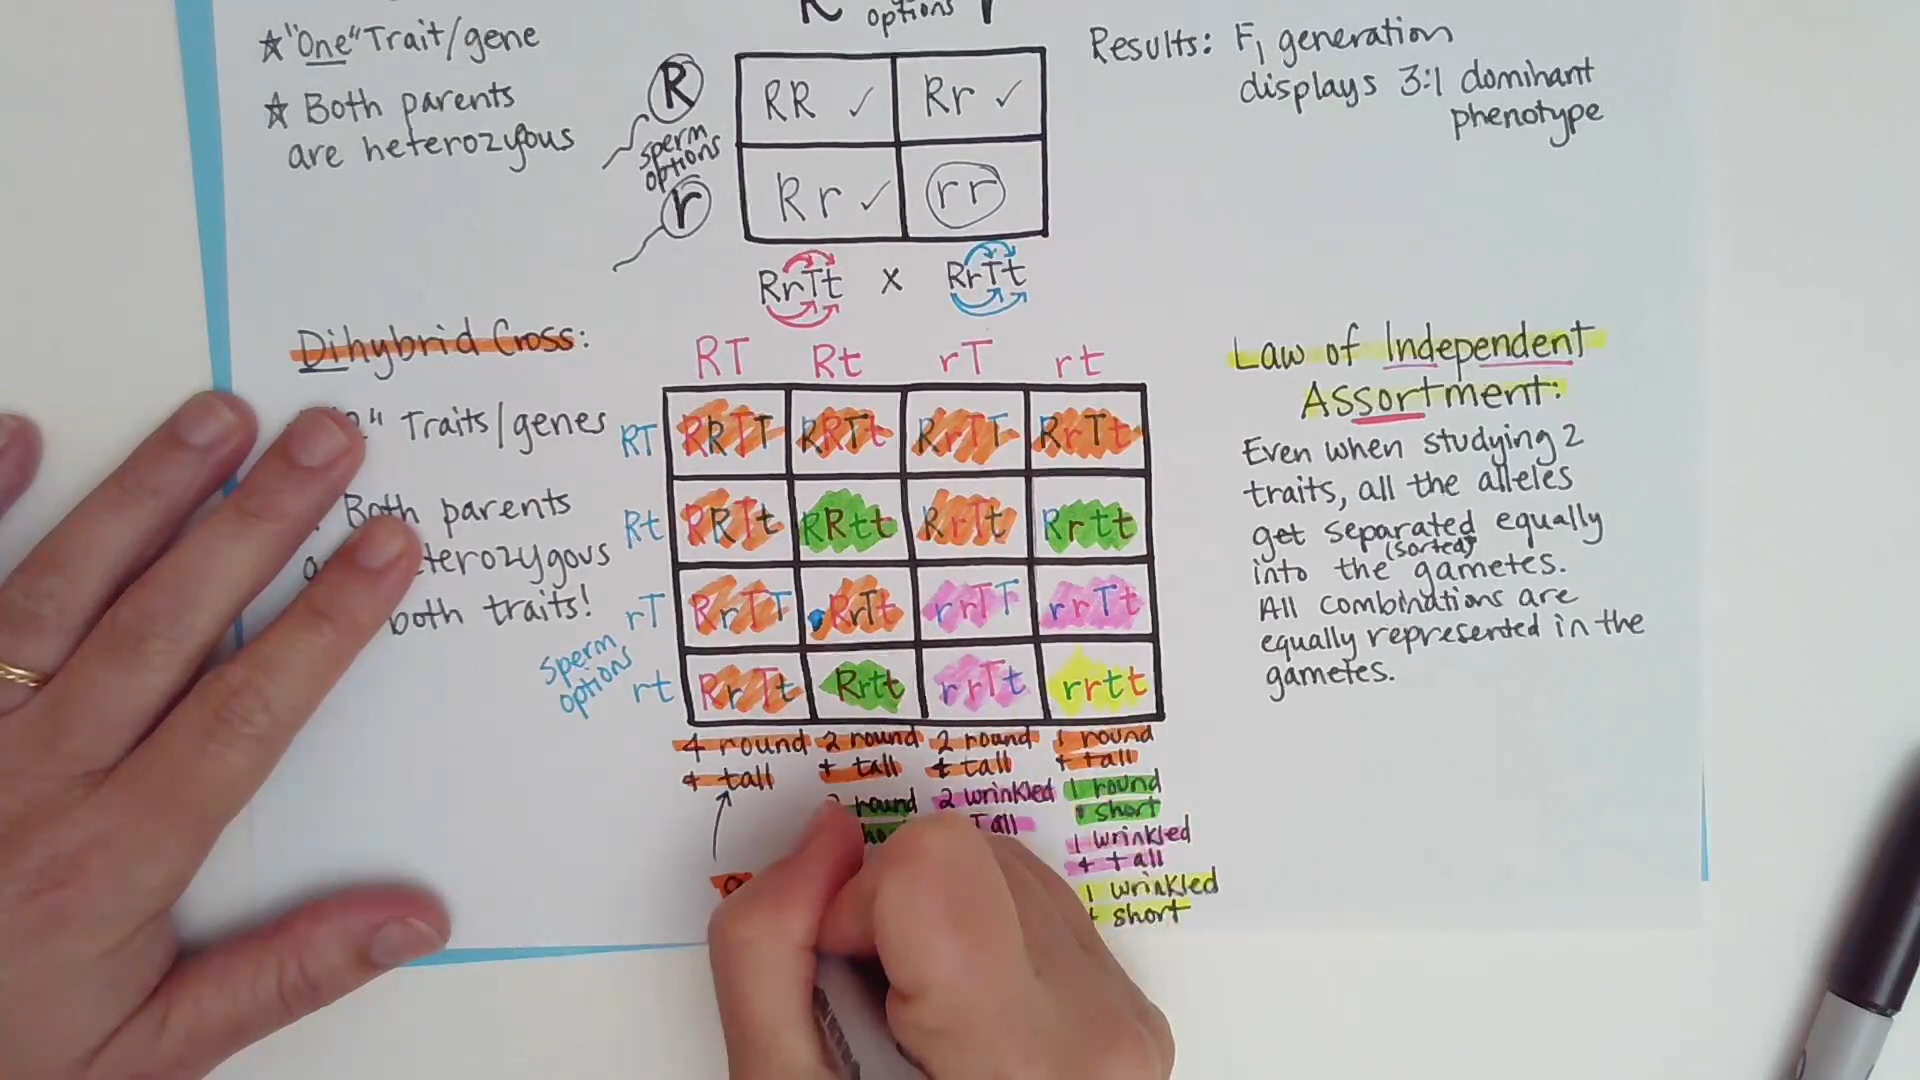 options
☆ "One" Trait/gene
☆ Both parents
are heterozygous
R
sperm
options
r
RR ✓ Rr ✓
Rr ✓ rr
Results: F1 generation
displays 3:1 dominant
phenotype
RrTt x RrTt
Dihybrid Cross:
Traits/genes
Both parents
both traits!
RT Rt rT rt
RT RRTT RRTt RrTT RrTt
Rt RRTt RRtt RrTt Rrtt
rT RrTT RrTt rrTT rrTt
sperm
options
rt RrTt Rrtt rrTt rrtt
4 round
+ tall
2 round
+ tall
round
2 round
+ tall
2 wrinkled
Tall
1 round
+ tall
1 round
+ short
1 wrinkled
+ tall
1 wrinkled
+ short
Law of Independent
Assortment:
Even when studying 2
traits, all the alleles
get separated equally
(sorted)
into the gametes.
All combinations are
equally represented in the
gametes.